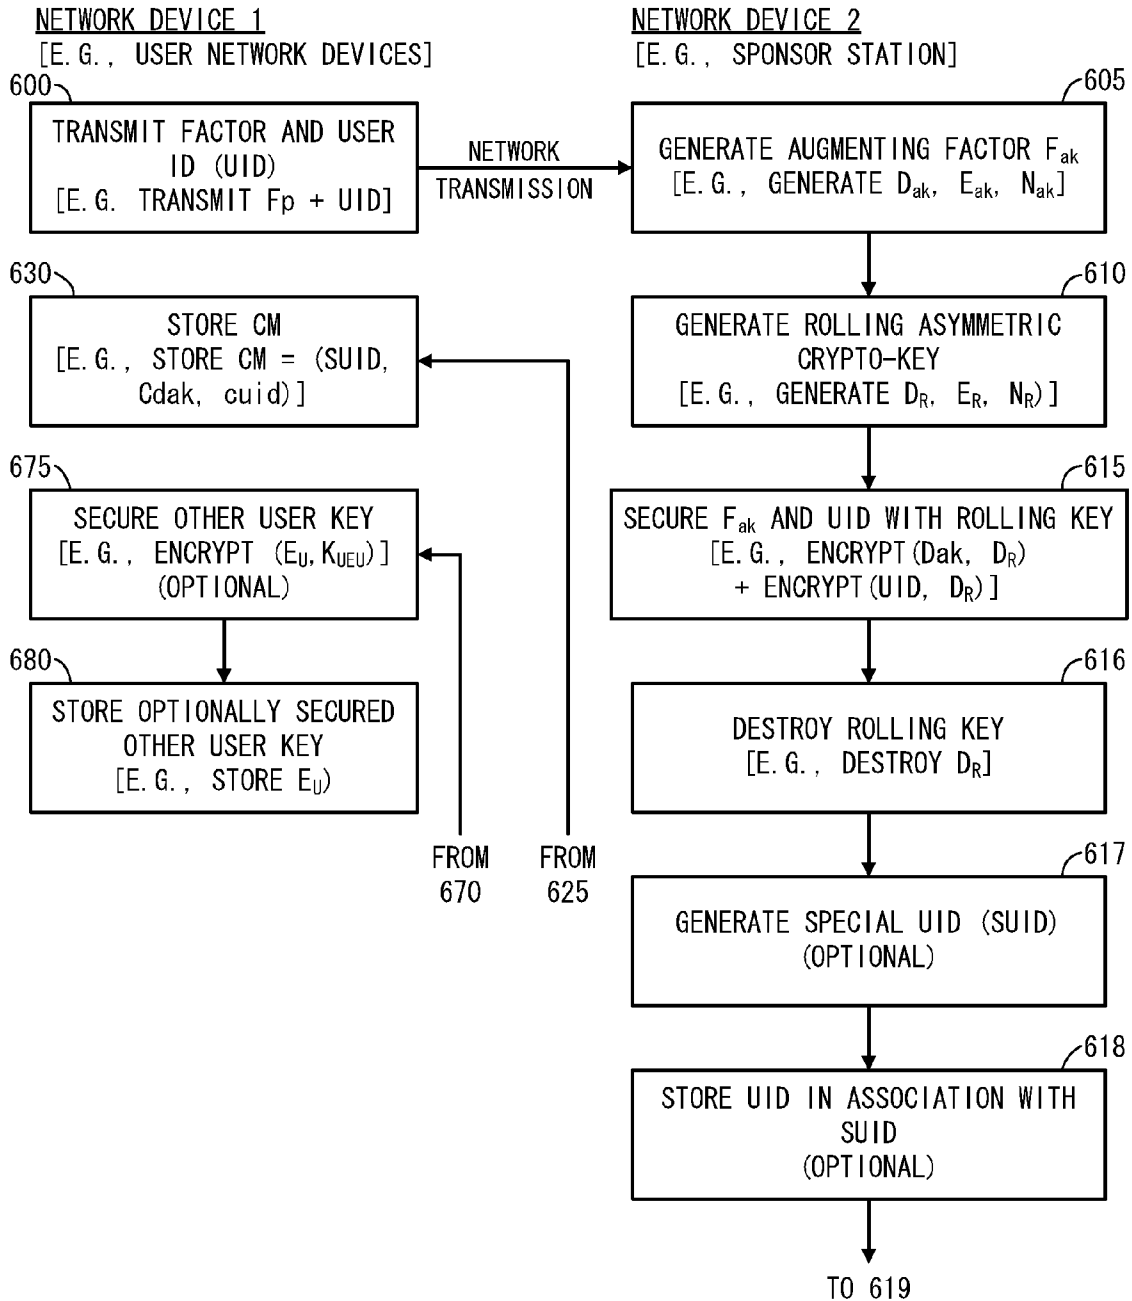 NETWORK DEVICE 1
[E.G., USER NETWORK DEVICES]
600
TRANSMIT FACTOR AND USER
ID (UID)
[E.G. TRANSMIT Fp + UID]
NETWORK
TRANSMISSION
630
STORE CM
[E.G., STORE CM = (SUID,
Cdak, cuid)]
675
SECURE OTHER USER KEY
[E.G., ENCRYPT (EU, KUEU)]
(OPTIONAL)
680
STORE OPTIONALLY SECURED
OTHER USER KEY
[E.G., STORE EU)
FROM
670
FROM
625
NETWORK DEVICE 2
[E.G., SPONSOR STATION]
605
GENERATE AUGMENTING FACTOR Fak
[E.G., GENERATE Dak, Eak, Nak]
610
GENERATE ROLLING ASYMMETRIC
CRYPTO-KEY
[E.G., GENERATE DR, ER, NR)]
615
SECURE Fak AND UID WITH ROLLING KEY
[E.G., ENCRYPT(Dak, DR)
+ ENCRYPT(UID, DR)]
616
DESTROY ROLLING KEY
[E.G., DESTROY DR]
617
GENERATE SPECIAL UID (SUID)
(OPTIONAL)
618
STORE UID IN ASSOCIATION WITH
SUID
(OPTIONAL)
TO 619